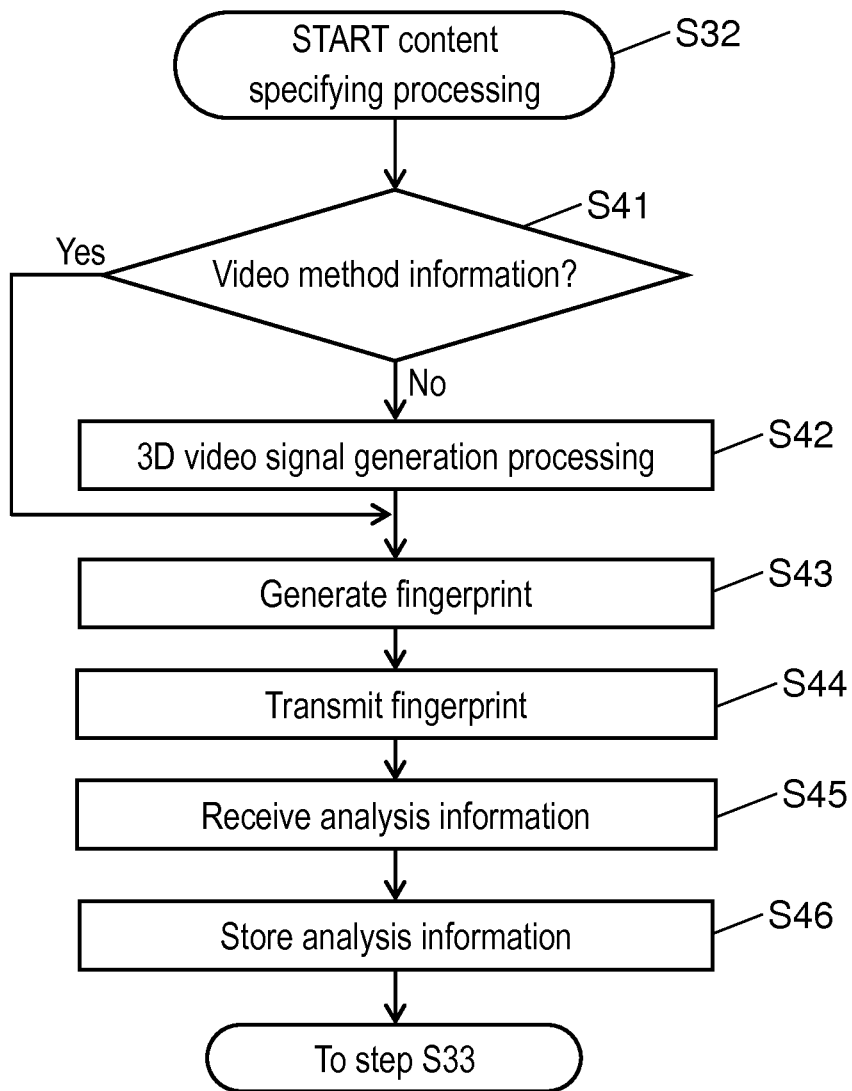 START content
specifying processing
S32
S41
Yes
Video method information?
No
S42
3D video signal generation processing
S43
Generate fingerprint
S44
Transmit fingerprint
S45
Receive analysis information
S46
Store analysis information
To step S33